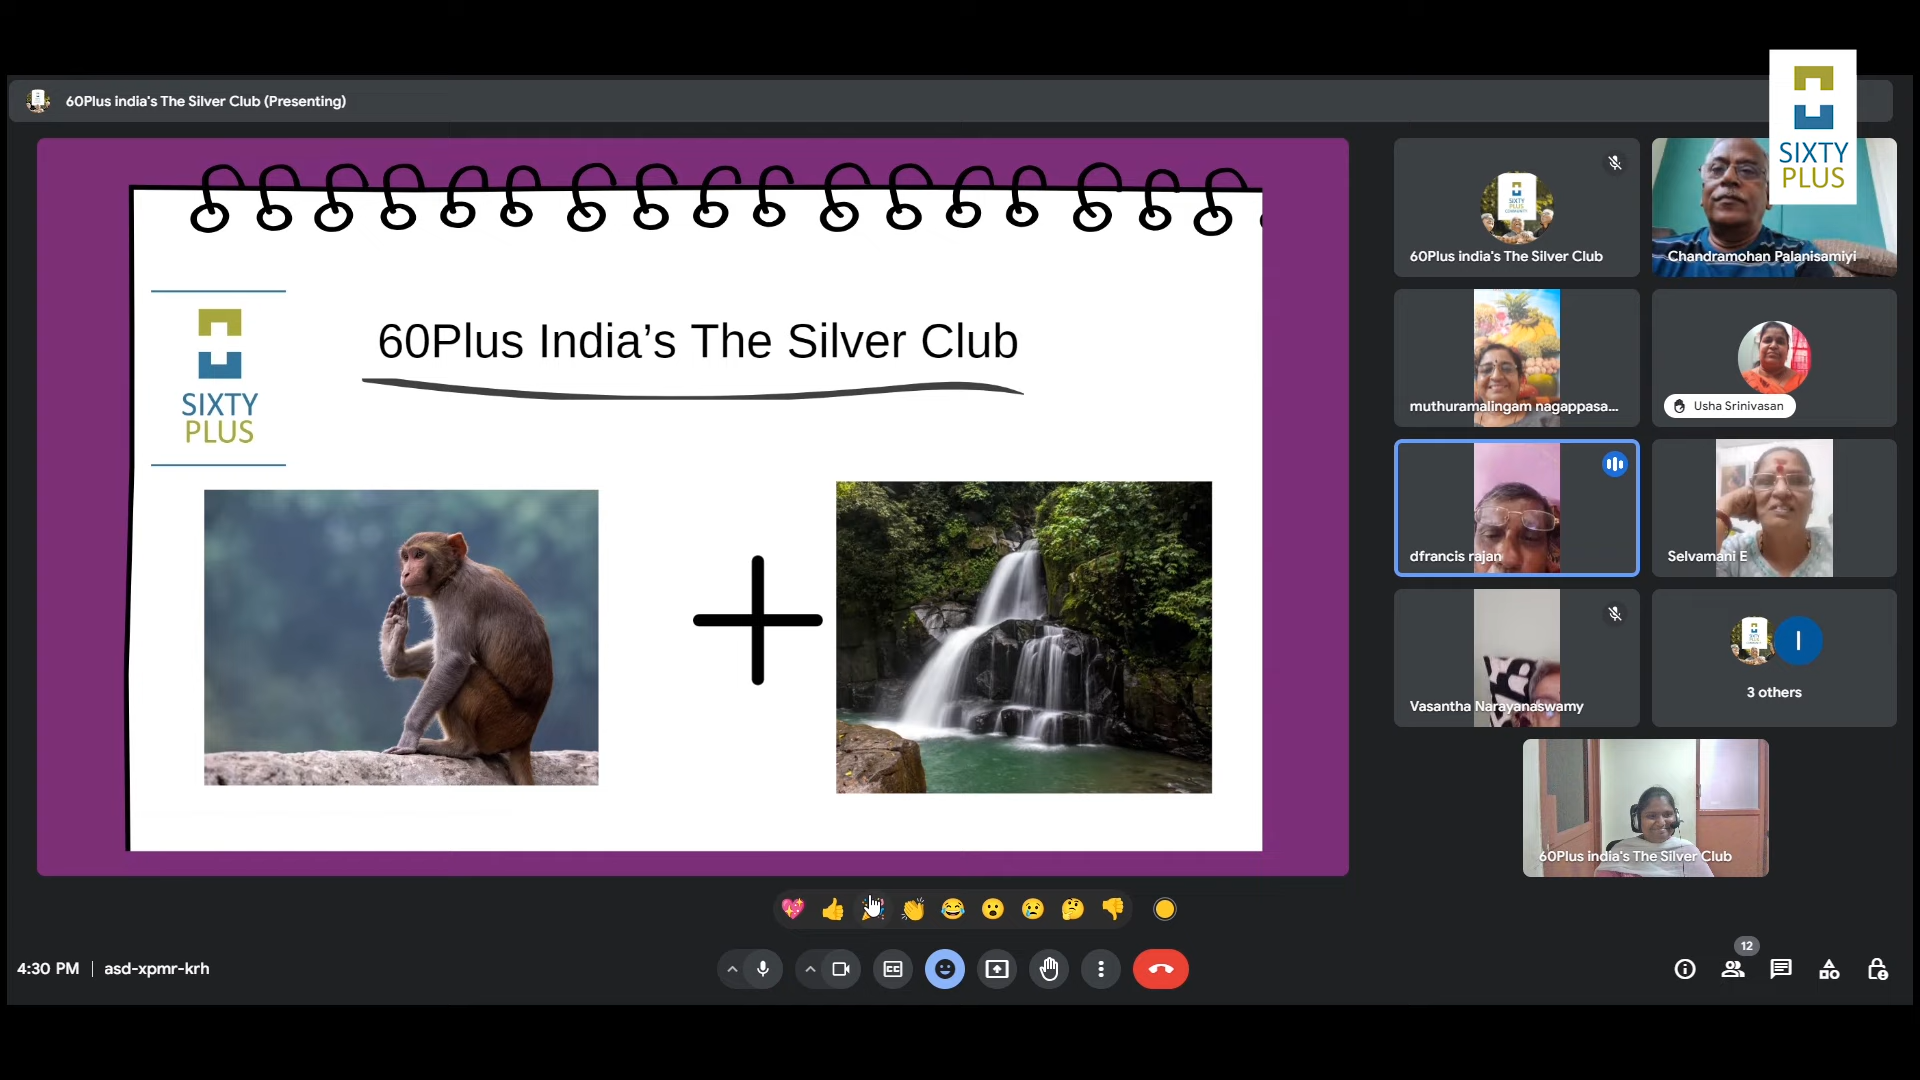 60Plus india's The Silver Club (Presenting)
SIXTY
PLUS
60Plus India's The Silver Club
SIXTY
PLUS
60Plus india's The Silver Club
Chandramohan Palanisamiyi
muthuramalingam nagappasa...
Usha Srinivasan
dfrancis rajan
Selvamani E
Vasantha Narayanaswamy
I
3 others
60Plus india's The Silver Club
4:30 PM | asd-xpmr-krh
CC
12